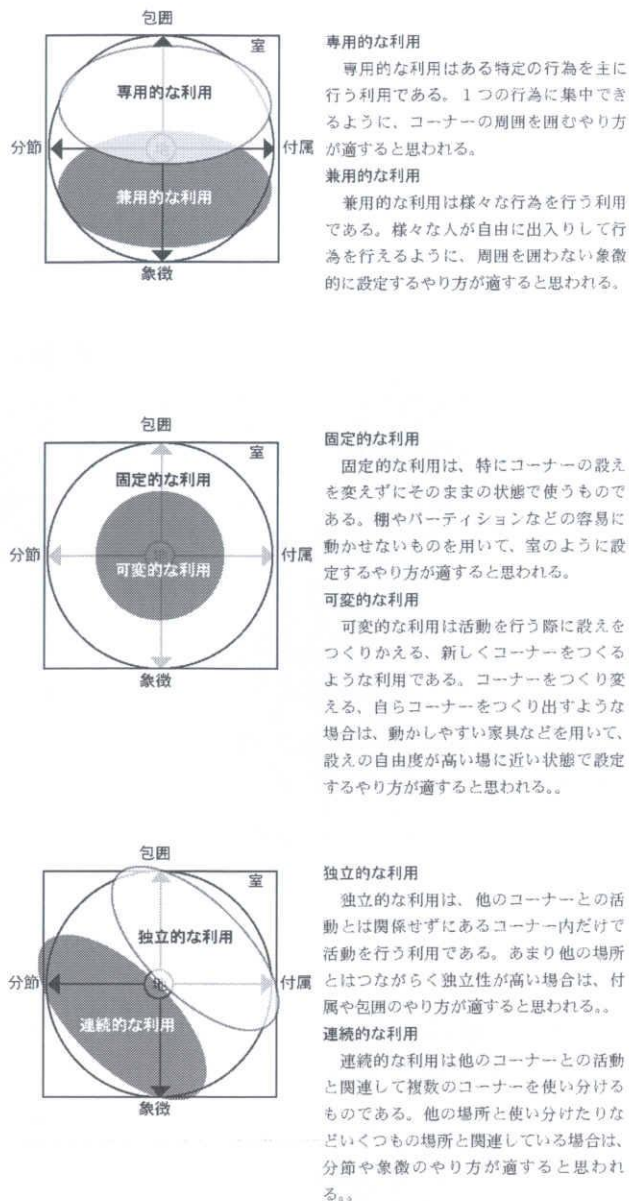 包囲
室
専用的な利用
分節
地
付属
兼用的な利用
象徴
専用的な利用
専用的な利用はある特定の行為を主に
行う利用である。1つの行為に集中でき
るように、コーナーの周囲を囲むやり方
が適すると思われる。
兼用的な利用
兼用的な利用は様々な行為を行う利用
である。様々な人が自由に出入りして行
為を行えるように、周囲を囲わない象徴
的に設定するやり方が適すると思われる。
包囲
室
固定的な利用
分節
地
付属
可変的な利用
象徴
固定的な利用
固定的な利用は、特にコーナーの設え
を変えずにそのままの状態で使うもので
ある。棚やパーティションなどの容易に
動かせないものを用いて、室のように設
定するやり方が適すると思われる。
可変的な利用
可変的な利用は活動を行う際に設えを
つくりかえる、新しくコーナーをつくる
ような利用である。コーナーをつくり変
える、自らコーナーをつくり出すような
場合は、動かしやすい家具などを用いて、
設えの自由度が高い場に近い状態で設定
するやり方が適すると思われる。。
包囲
室
独立的な利用
分節
地
付属
連続的な利用
象徴
独立的な利用
独立的な利用は、他のコーナーとの活
動とは関係せずにあるコーナー内だけで
活動を行う利用である。あまり他の場所
とはつながらく独立性が高い場合は、付
属や包囲のやり方が適すると思われる。。
連続的な利用
連続的な利用は他のコーナーとの活動
と関連して複数のコーナーを使い分ける
ものである。他の場所と使い分けたりな
どいくつもの場所と関連している場合は、
分節や象徴のやり方が適すると思われ
る。。